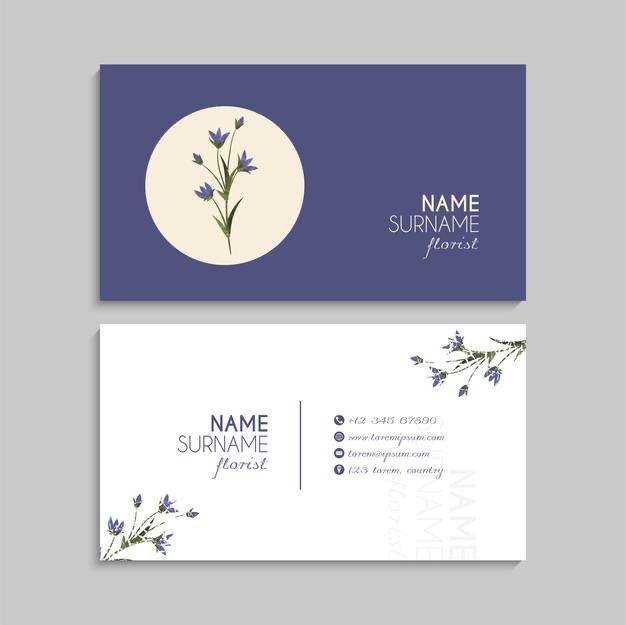 NAME
SURNAME
florist
NAME
SURNAME
florist
+12 345 67890
www.loremipsum.com
lorem@ipsum.com
123 lorem, country
NAME
SURNAME
florist